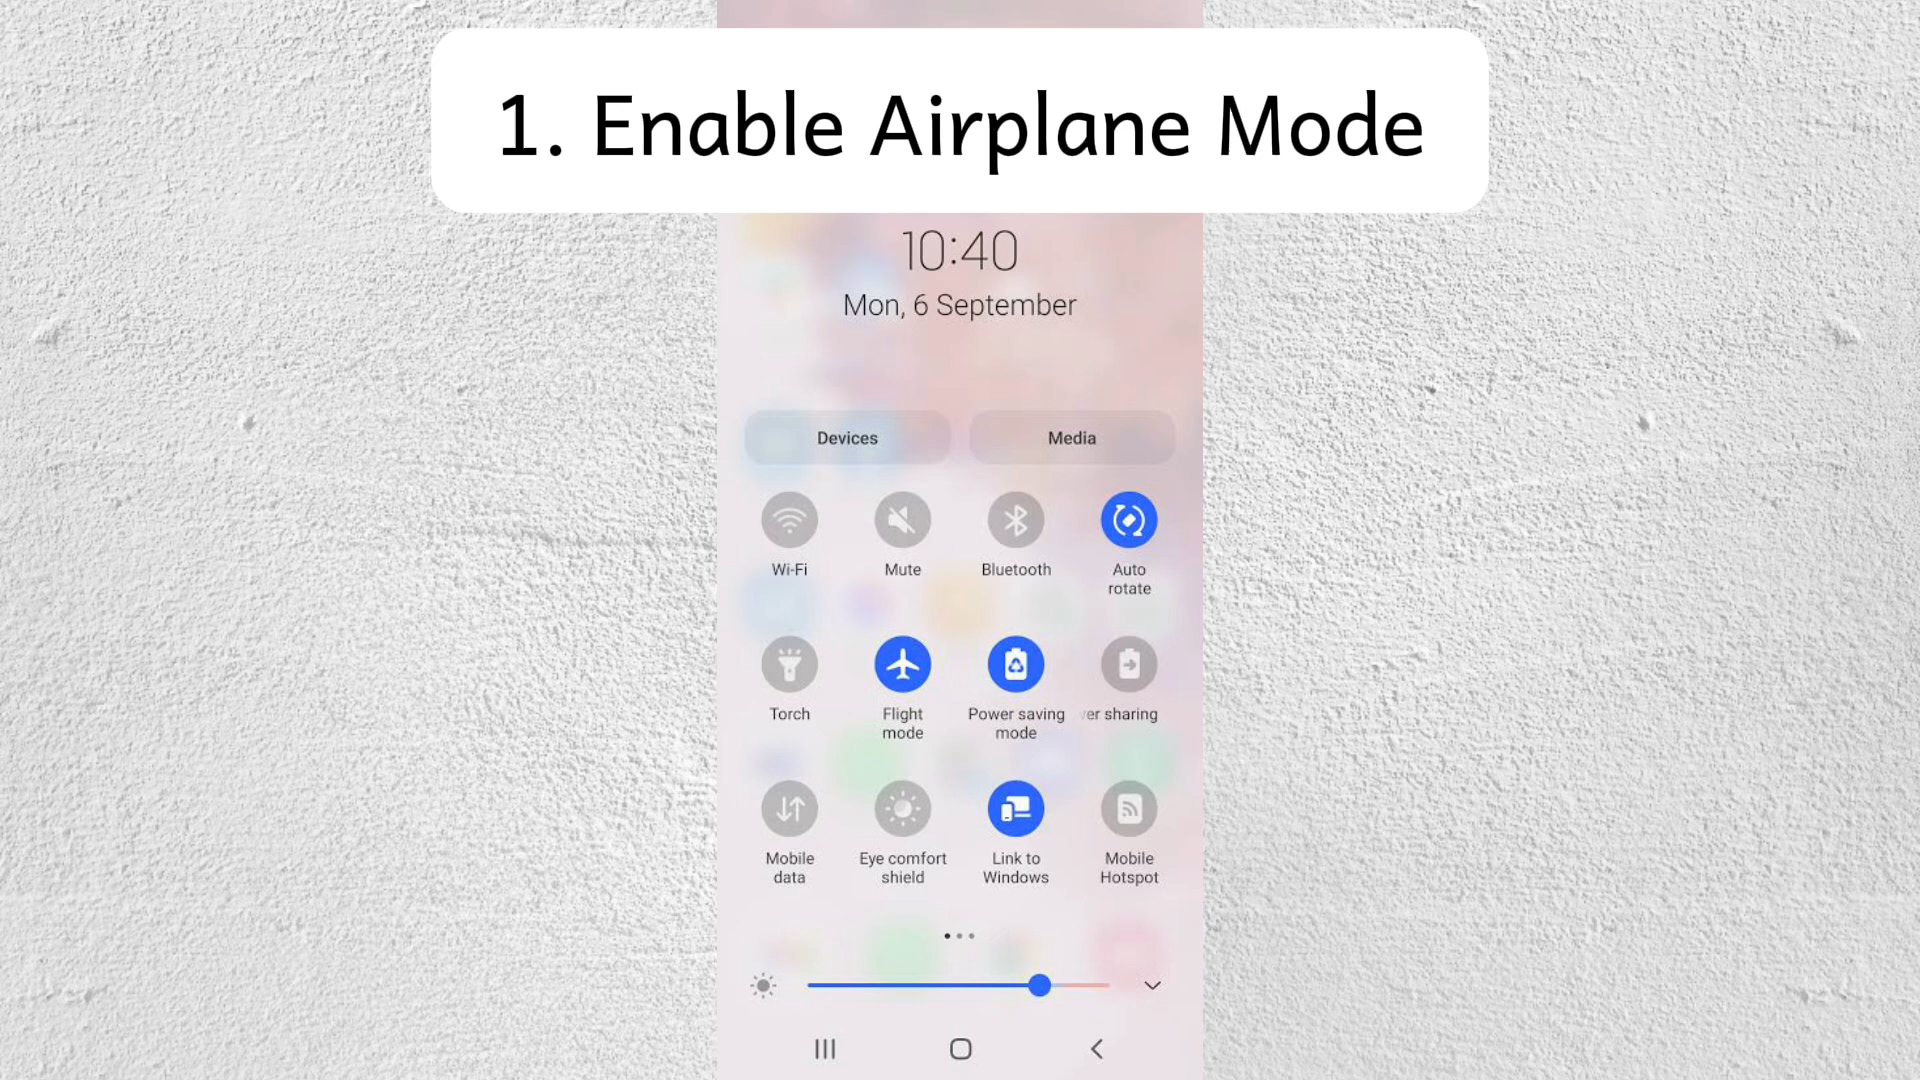 1. Enable Airplane Mode
10:40
Mon, 6 September
Devices Media
Wi-Fi Mute Bluetooth Auto
rotate
Torch Flight Power saving sharing
mode mode
Mobile Eye comfort Link to Mobile
data shield Windows Hotspot